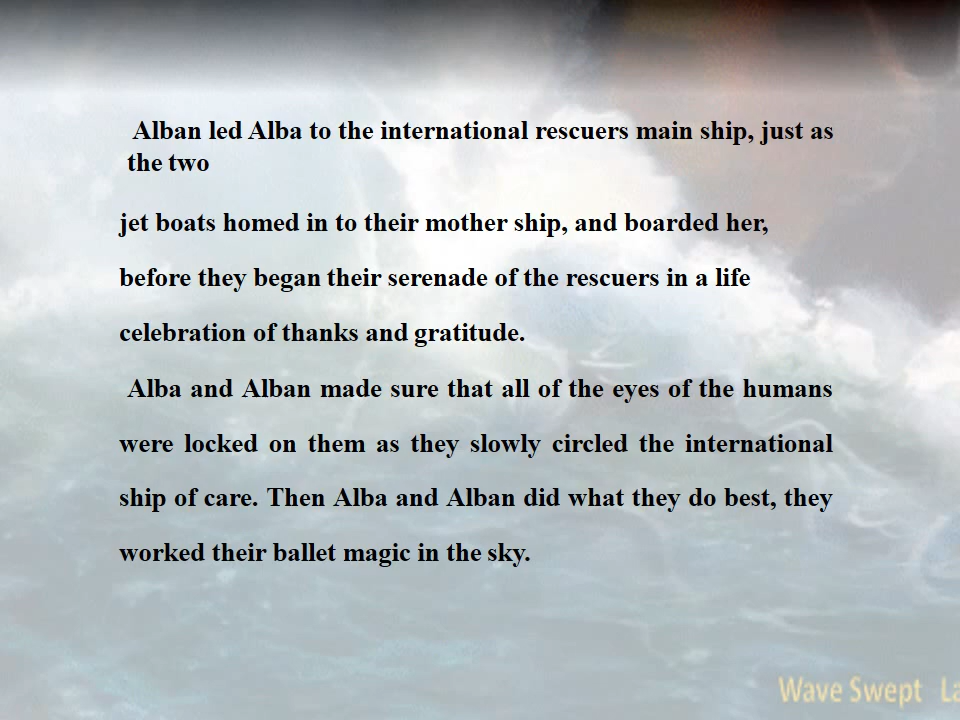 Alban led Alba to the international rescuers main ship, just as
the two
jet boats homed in to their mother ship, and boarded her,
before they began their serenade of the rescuers in a life
celebration of thanks and gratitude.
Alba and Alban made sure that all of the eyes of the humans
were locked on them as they slowly circled the international
ship of care. Then Alba and Alban did what they do best, they
worked their ballet magic in the sky.
Wave Swept La